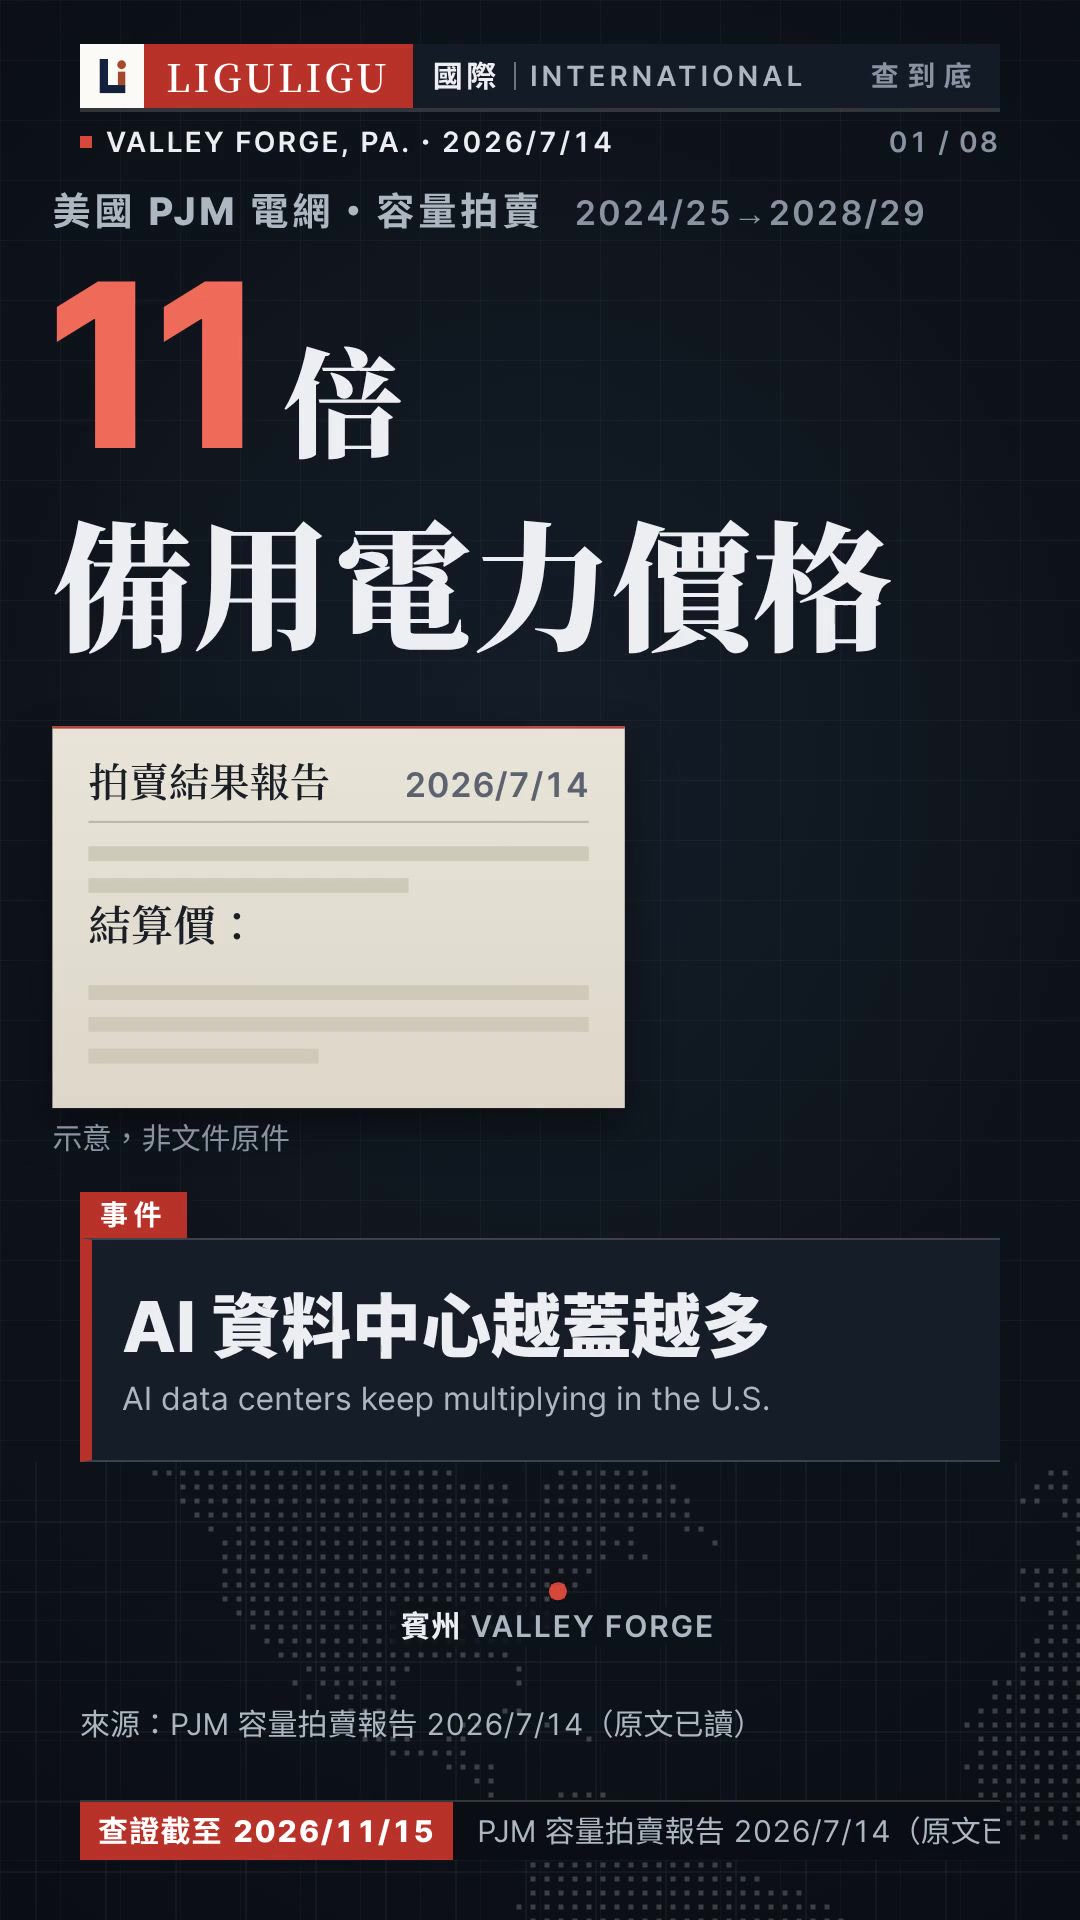 Li LIGULIGU 國際 | INTERNATIONAL 查到底
VALLEY FORGE, PA. · 2026/7/14 01 / 08
美國 PJM 電網・容量拍賣 2024/25→2028/29
11倍
備用電力價格
拍賣結果報告 2026/7/14
結算價：
示意，非文件原件
事件
AI 資料中心越蓋越多
AI data centers keep multiplying in the U.S.
賓州 VALLEY FORGE
來源：PJM 容量拍賣報告 2026/7/14（原文已讀）
查證截至 2026/11/15 PJM 容量拍賣報告 2026/7/14（原文已